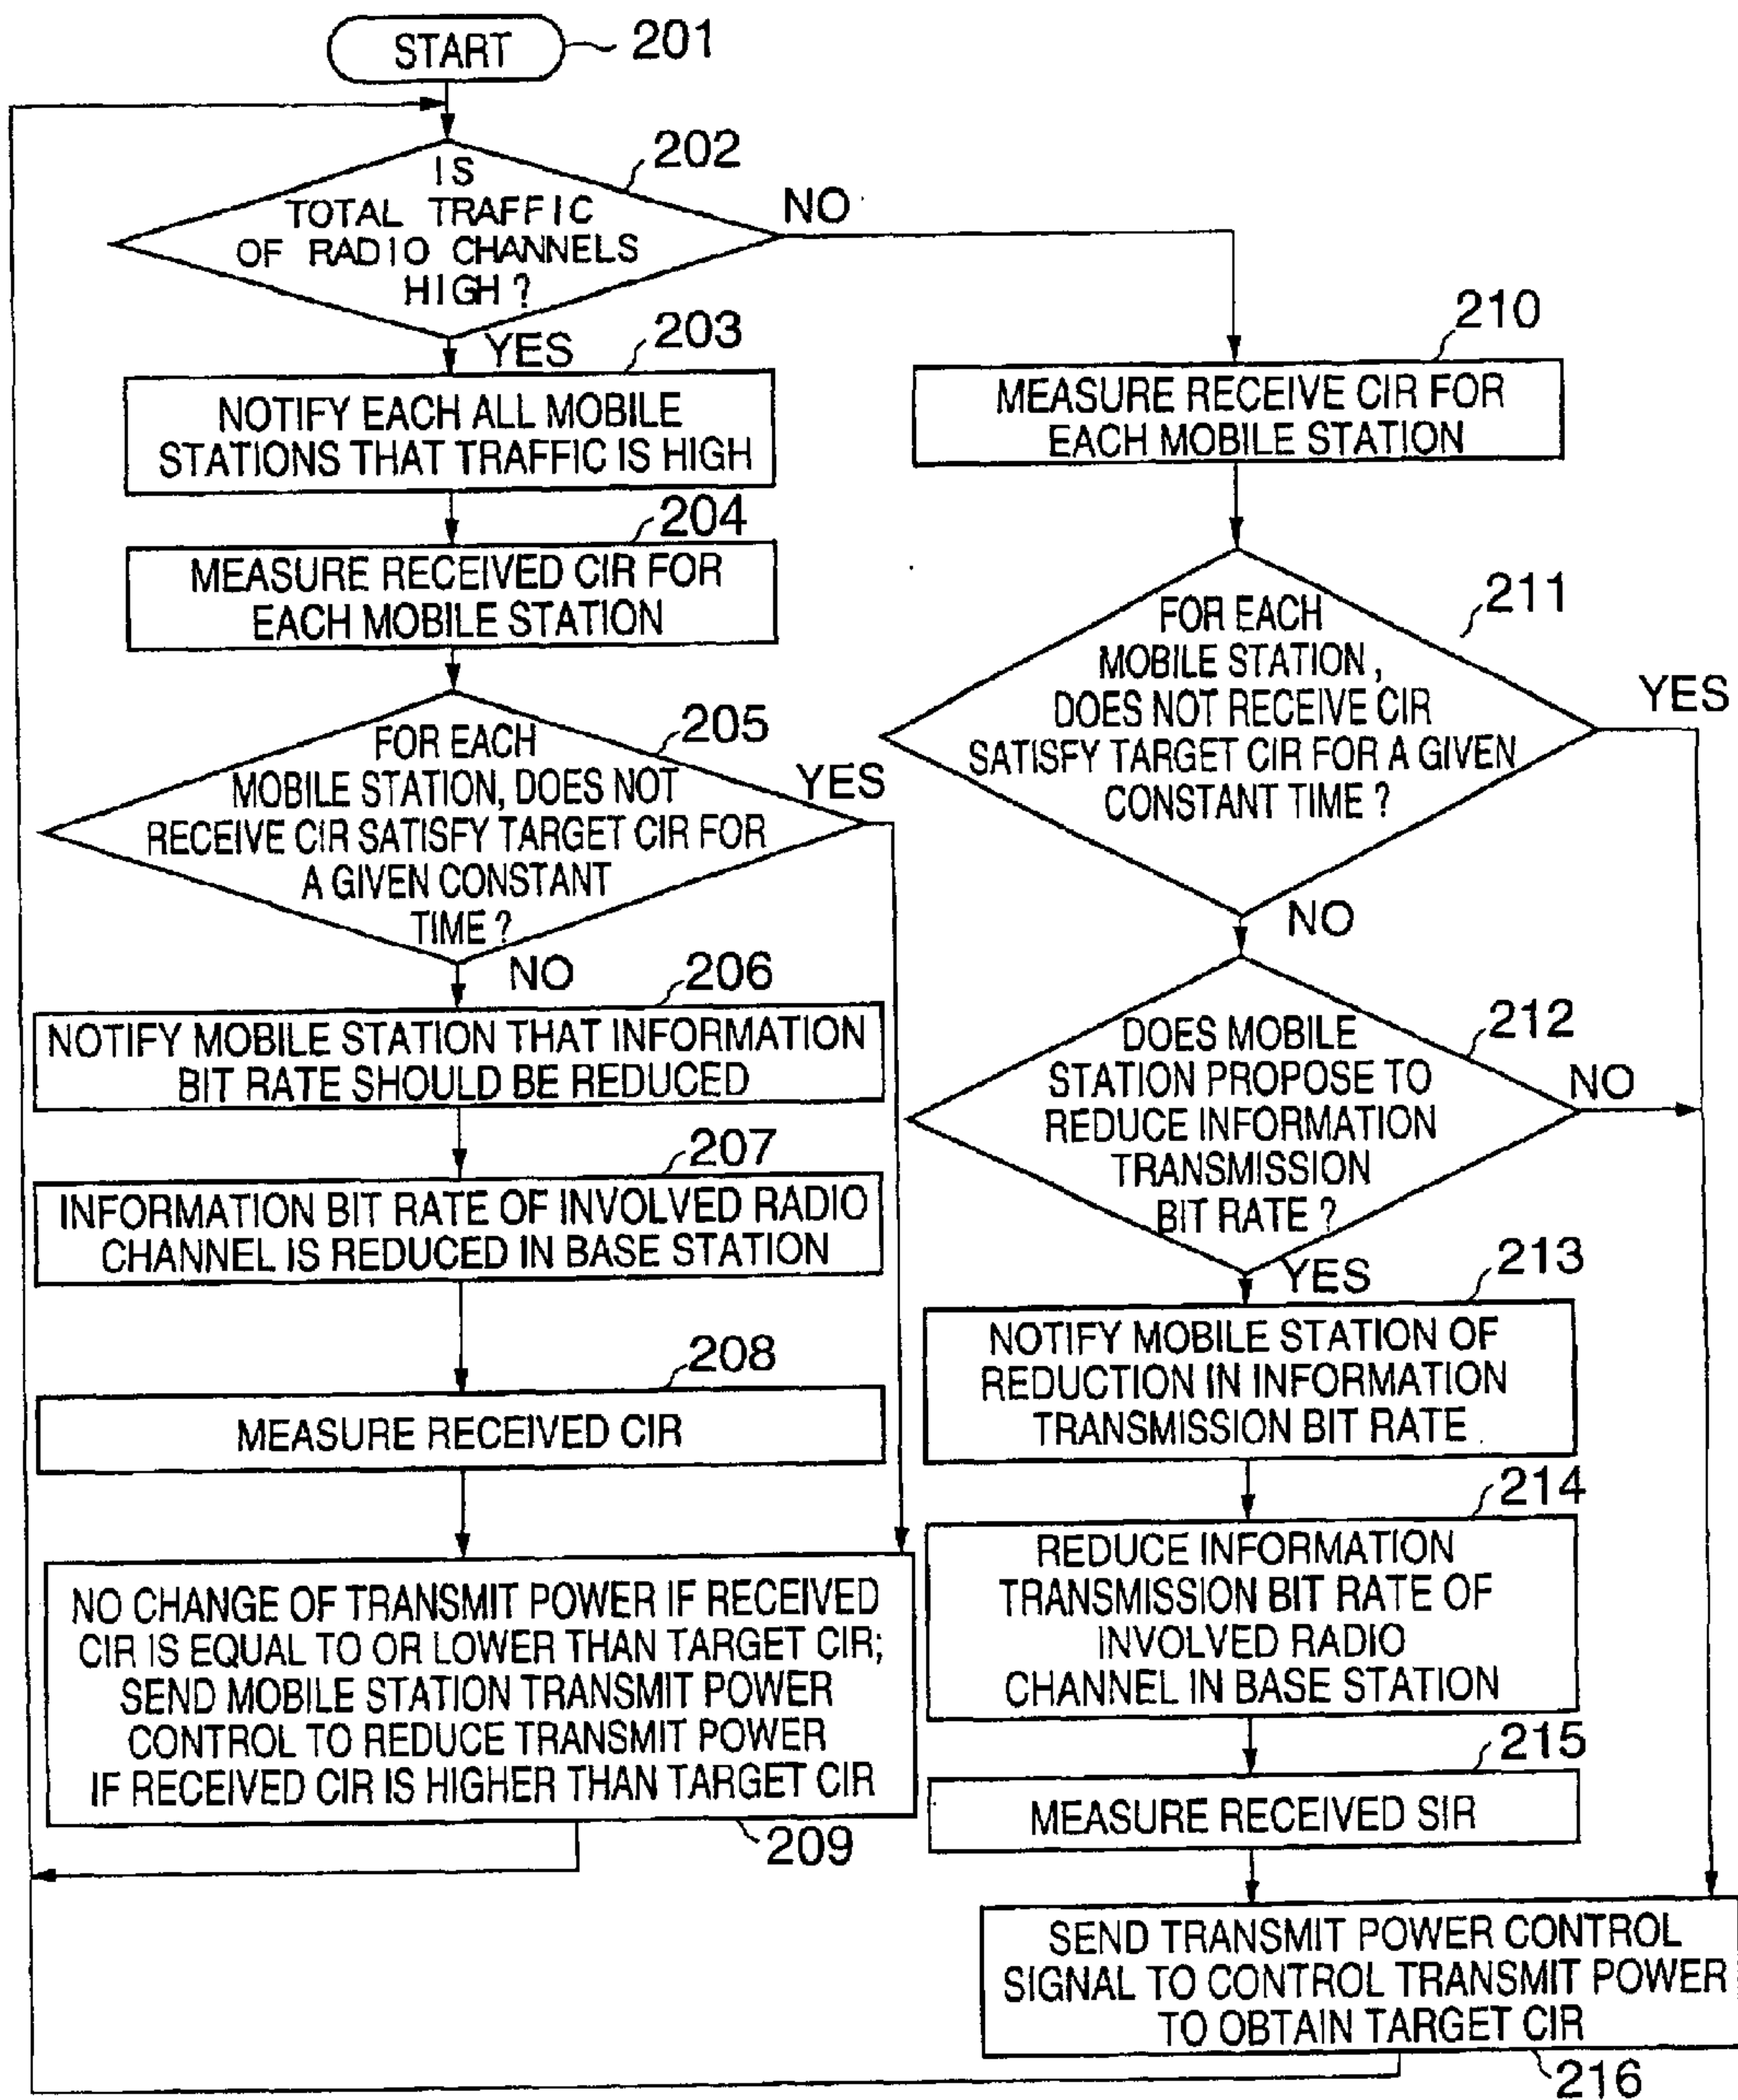 START
201
IS
TOTAL TRAFFIC
OF RADIO CHANNELS
HIGH ?
202
NO
YES
203
NOTIFY EACH ALL MOBILE
STATIONS THAT TRAFFIC IS HIGH
204
MEASURE RECEIVED CIR FOR
EACH MOBILE STATION
205
FOR EACH
MOBILE STATION, DOES NOT
RECEIVE CIR SATISFY TARGET CIR FOR
A GIVEN CONSTANT
TIME ?
YES
NO
206
NOTIFY MOBILE STATION THAT INFORMATION
BIT RATE SHOULD BE REDUCED
207
INFORMATION BIT RATE OF INVOLVED RADIO
CHANNEL IS REDUCED IN BASE STATION
208
MEASURE RECEIVED CIR
NO CHANGE OF TRANSMIT POWER IF RECEIVED
CIR IS EQUAL TO OR LOWER THAN TARGET CIR;
SEND MOBILE STATION TRANSMIT POWER
CONTROL TO REDUCE TRANSMIT POWER
IF RECEIVED CIR IS HIGHER THAN TARGET CIR
209
210
MEASURE RECEIVE CIR FOR
EACH MOBILE STATION
211
FOR EACH
MOBILE STATION ,
DOES NOT RECEIVE CIR
SATISFY TARGET CIR FOR A GIVEN
CONSTANT TIME ?
YES
NO
212
DOES MOBILE
STATION PROPOSE TO
REDUCE INFORMATION
TRANSMISSION
BIT RATE ?
NO
YES
213
NOTIFY MOBILE STATION OF
REDUCTION IN INFORMATION
TRANSMISSION BIT RATE
214
REDUCE INFORMATION
TRANSMISSION BIT RATE OF
INVOLVED RADIO
CHANNEL IN BASE STATION
215
MEASURE RECEIVED SIR
SEND TRANSMIT POWER CONTROL
SIGNAL TO CONTROL TRANSMIT POWER
TO OBTAIN TARGET CIR
216